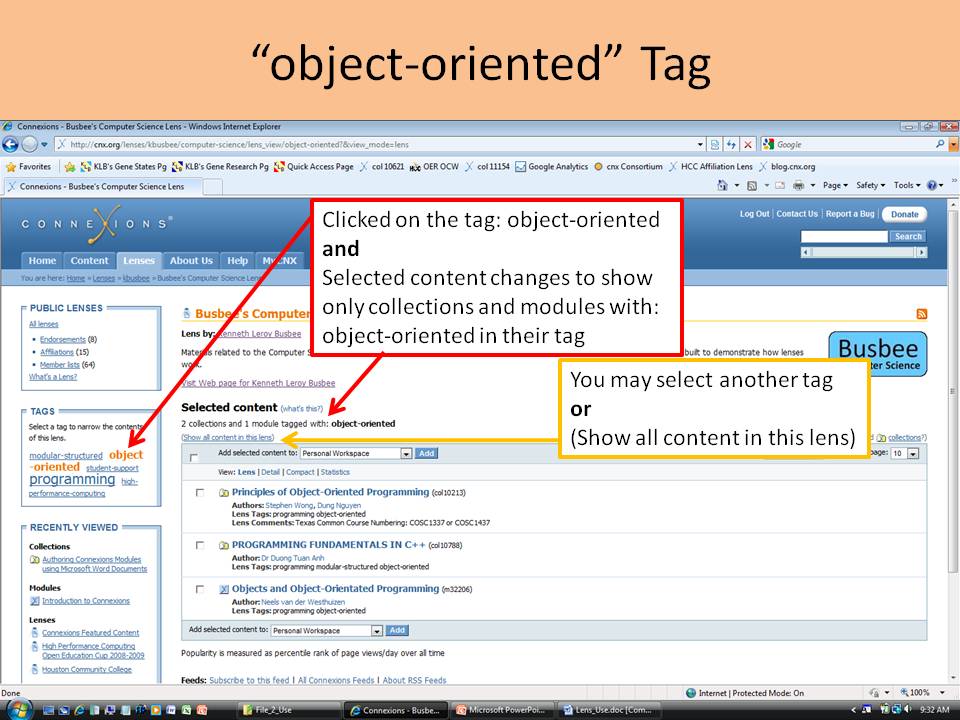 “object-oriented” Tag
Connexions - Busbee's Computer Science Lens - Windows Internet Explorer
http://cnx.org/lenses/kbusbee/computer-science/lens_view/object-oriented?&view_mode=lens
Google
Favorites KLB's Gene States Pg KLB's Gene Research Pg Quick Access Page col 10621 OER OCW col 11154 Google Analytics cnx Consortium HCC Affiliation Lens blog.cnx.org
Connexions - Busbee's Computer Science Lens
Page Safety Tools
CONNEXIONS
Log Out | Contact Us | Report a Bug | Donate
Search
Home Content Lenses About Us Help MyCNX
You are here: Home » Lenses » kbusbee » Busbee's Computer Science Lens
Clicked on the tag: object-oriented
and
Selected content changes to show
only collections and modules with:
object-oriented in their tag
PUBLIC LENSES
All lenses
Endorsements (8)
Affiliations (15)
Member lists (64)
What's a Lens?
TAGS
Select a tag to narrow the contents
of this lens.
modular-structured object
-oriented student-support
programming high-
performance-computing
RECENTLY VIEWED
Collections
Authoring Connexions Modules
using Microsoft Word Documents
Modules
Introduction to Connexions
Lenses
Connexions Featured Content
High Performance Computing
Open Education Cup 2008-2009
Houston Community College
Busbee's Computer
Lens by: Kenneth Leroy Busbee
Materials related to the Computer S
built to demonstrate how lenses
work.
Visit Web page for Kenneth Leroy Busbee
Busbee
ter Science
You may select another tag
or
(Show all content in this lens)
Selected content (what's this?)
2 collections and 1 module tagged with: object-oriented
(Show all content in this lens)
collections?)
Add selected content to: Personal Workspace Add
page: 10
View: Lens | Detail | Compact | Statistics
Principles of Object-Oriented Programming (col10213)
Authors: Stephen Wong, Dung Nguyen
Lens Tags: programming object-oriented
Lens Comments: Texas Common Course Numbering: COSC1337 or COSC1437
PROGRAMMING FUNDAMENTALS IN C++ (col10788)
Author: Dr Duong Tuan Anh
Lens Tags: programming modular-structured object-oriented
Objects and Object-Orientated Programming (m32206)
Author: Neels van der Westhuizen
Lens Tags: programming object-oriented
Add selected content to: Personal Workspace Add
Popularity is measured as percentile rank of page views/day over all time
Feeds: Subscribe to this feed | All Connexions Feeds | About RSS Feeds
Done
Internet | Protected Mode: On
100%
File_2_Use
Connexions - Busbe...
Microsoft PowerPoi...
Lens_Use.doc [Com...
9:32 AM